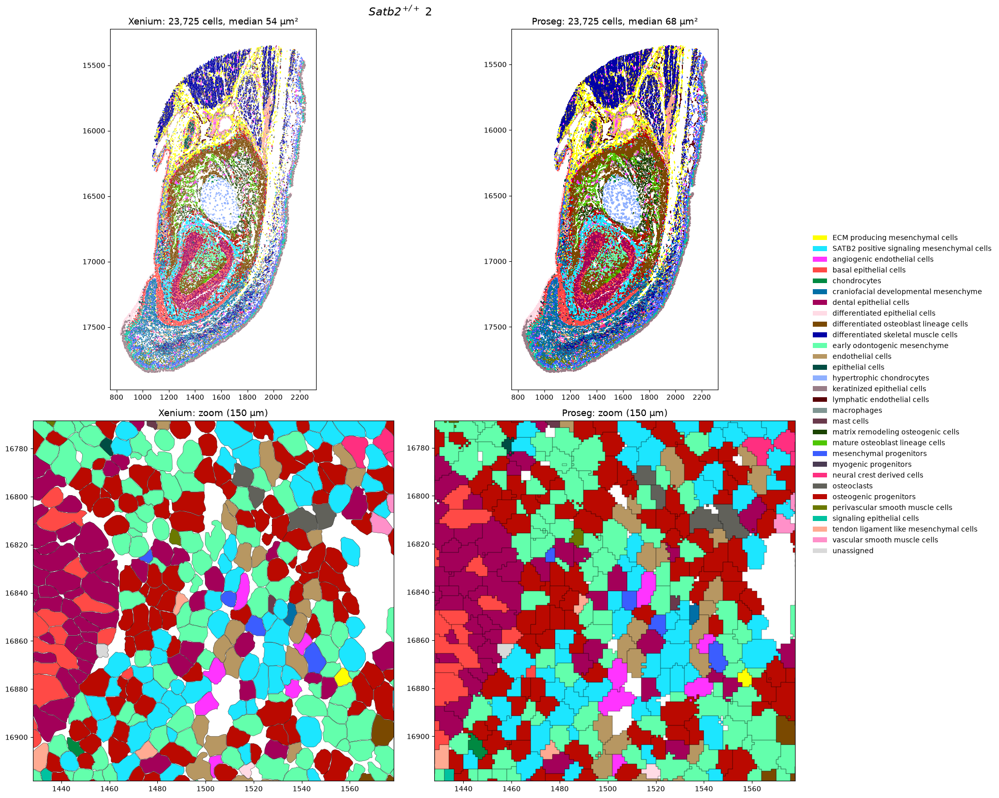 Satb2+/+ 2
Xenium: 23,725 cells, median 54 µm²
Proseg: 23,725 cells, median 68 µm²
15500
16000
16500
17000
17500
800 1000 1200 1400 1600 1800 2000 2200
15500
16000
16500
17000
17500
800 1000 1200 1400 1600 1800 2000 2200
ECM producing mesenchymal cells
SATB2 positive signaling mesenchymal cells
angiogenic endothelial cells
basal epithelial cells
chondrocytes
craniofacial developmental mesenchyme
dental epithelial cells
differentiated epithelial cells
differentiated osteoblast lineage cells
differentiated skeletal muscle cells
early odontogenic mesenchyme
endothelial cells
epithelial cells
hypertrophic chondrocytes
keratinized epithelial cells
lymphatic endothelial cells
macrophages
mast cells
matrix remodeling osteogenic cells
mature osteoblast lineage cells
mesenchymal progenitors
myogenic progenitors
neural crest derived cells
osteoclasts
osteogenic progenitors
perivascular smooth muscle cells
signaling epithelial cells
tendon ligament like mesenchymal cells
vascular smooth muscle cells
unassigned
Xenium: zoom (150 µm)
16780
16800
16820
16840
16860
16880
16900
1440 1460 1480 1500 1520 1540 1560
Proseg: zoom (150 µm)
16780
16800
16820
16840
16860
16880
16900
1440 1460 1480 1500 1520 1540 1560